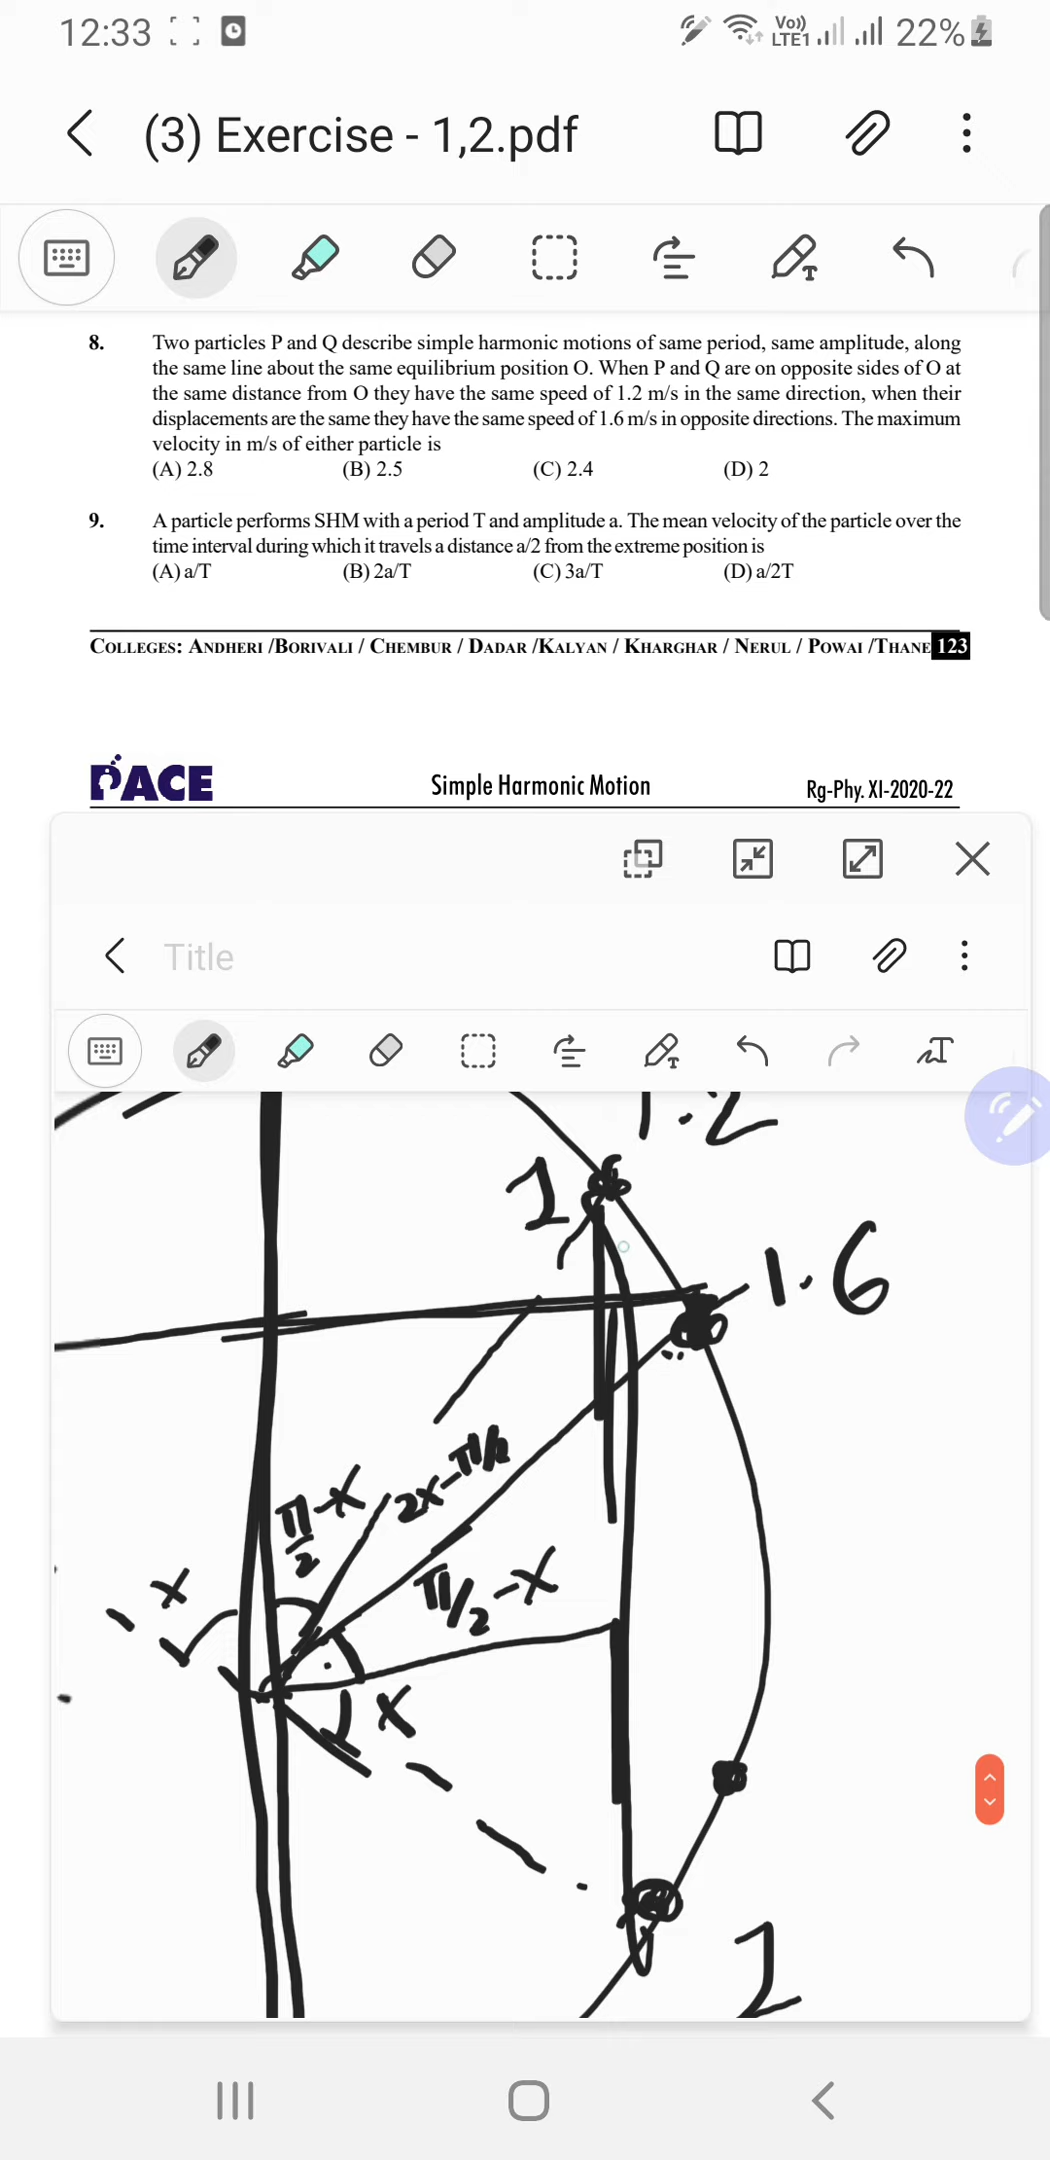 12:33
Vo)) LTE1 22%
(3) Exercise - 1,2.pdf
8. Two particles P and Q describe simple harmonic motions of same period, same amplitude, along
the same line about the same equilibrium position O. When P and Q are on opposite sides of O at
the same distance from O they have the same speed of 1.2 m/s in the same direction, when their
displacements are the same they have the same speed of 1.6 m/s in opposite directions. The maximum
velocity in m/s of either particle is
(A) 2.8 (B) 2.5 (C) 2.4 (D) 2
9. A particle performs SHM with a period T and amplitude a. The mean velocity of the particle over the
time interval during which it travels a distance a/2 from the extreme position is
(A) a/T (B) 2a/T (C) 3a/T (D) a/2T
COLLEGES: ANDHERI /BORIVALI / CHEMBUR / DADAR /KALYAN / KHARGHAR / NERUL / POWAI /THANE 123
PACE Simple Harmonic Motion Rg-Phy. XI-2020-22
Title
1.2
1
1.6
π/2-x
2x-π/2
π/2-x
x
x